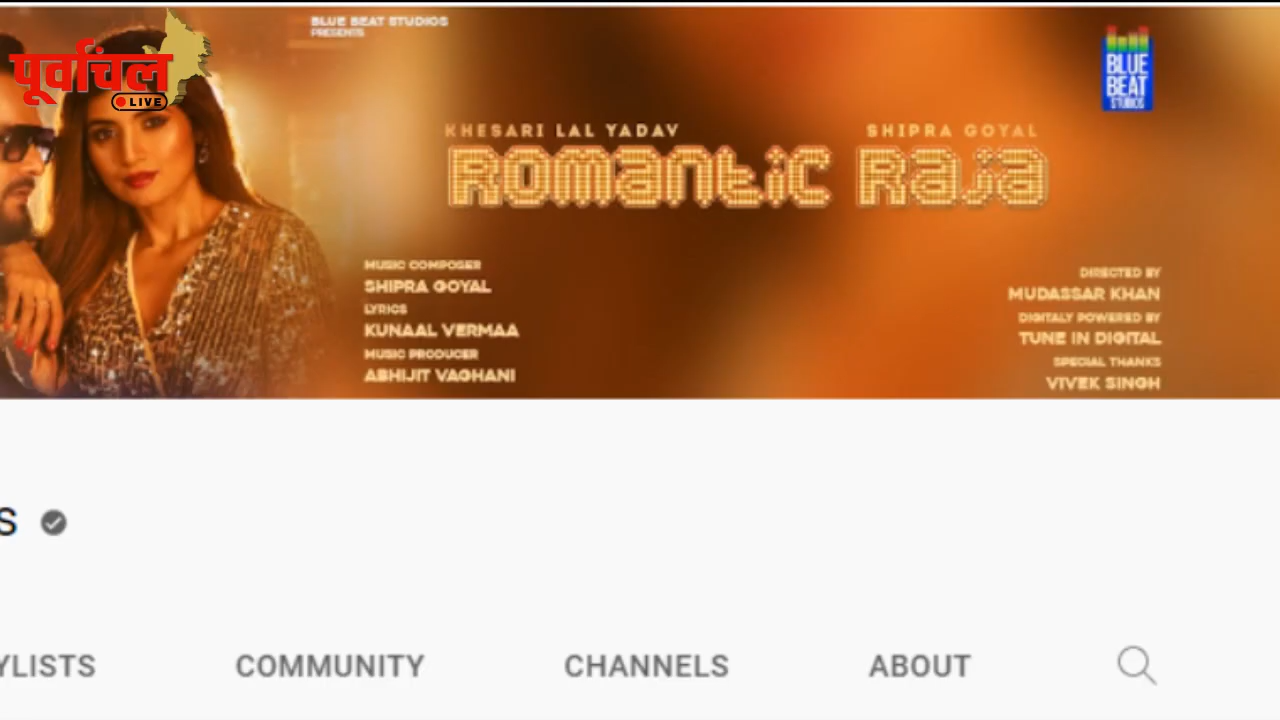 पूर्वांचल
LIVE
BLUE BEAT STUDIOS
PRESENTS
BLUE
BEAT
STUDIOS
KHESARI LAL YADAV SHIPRA GOYAL
ROMANTIC RAJA
MUSIC COMPOSER
SHIPRA GOYAL
LYRICS
KUNAAL VERMAA
MUSIC PRODUCER
ABHIJIT VAGHANI
DIRECTED BY
MUDASSAR KHAN
DIGITALY POWERED BY
TUNE IN DIGITAL
SPECIAL THANKS
VIVEK SINGH
S
YLISTS COMMUNITY CHANNELS ABOUT